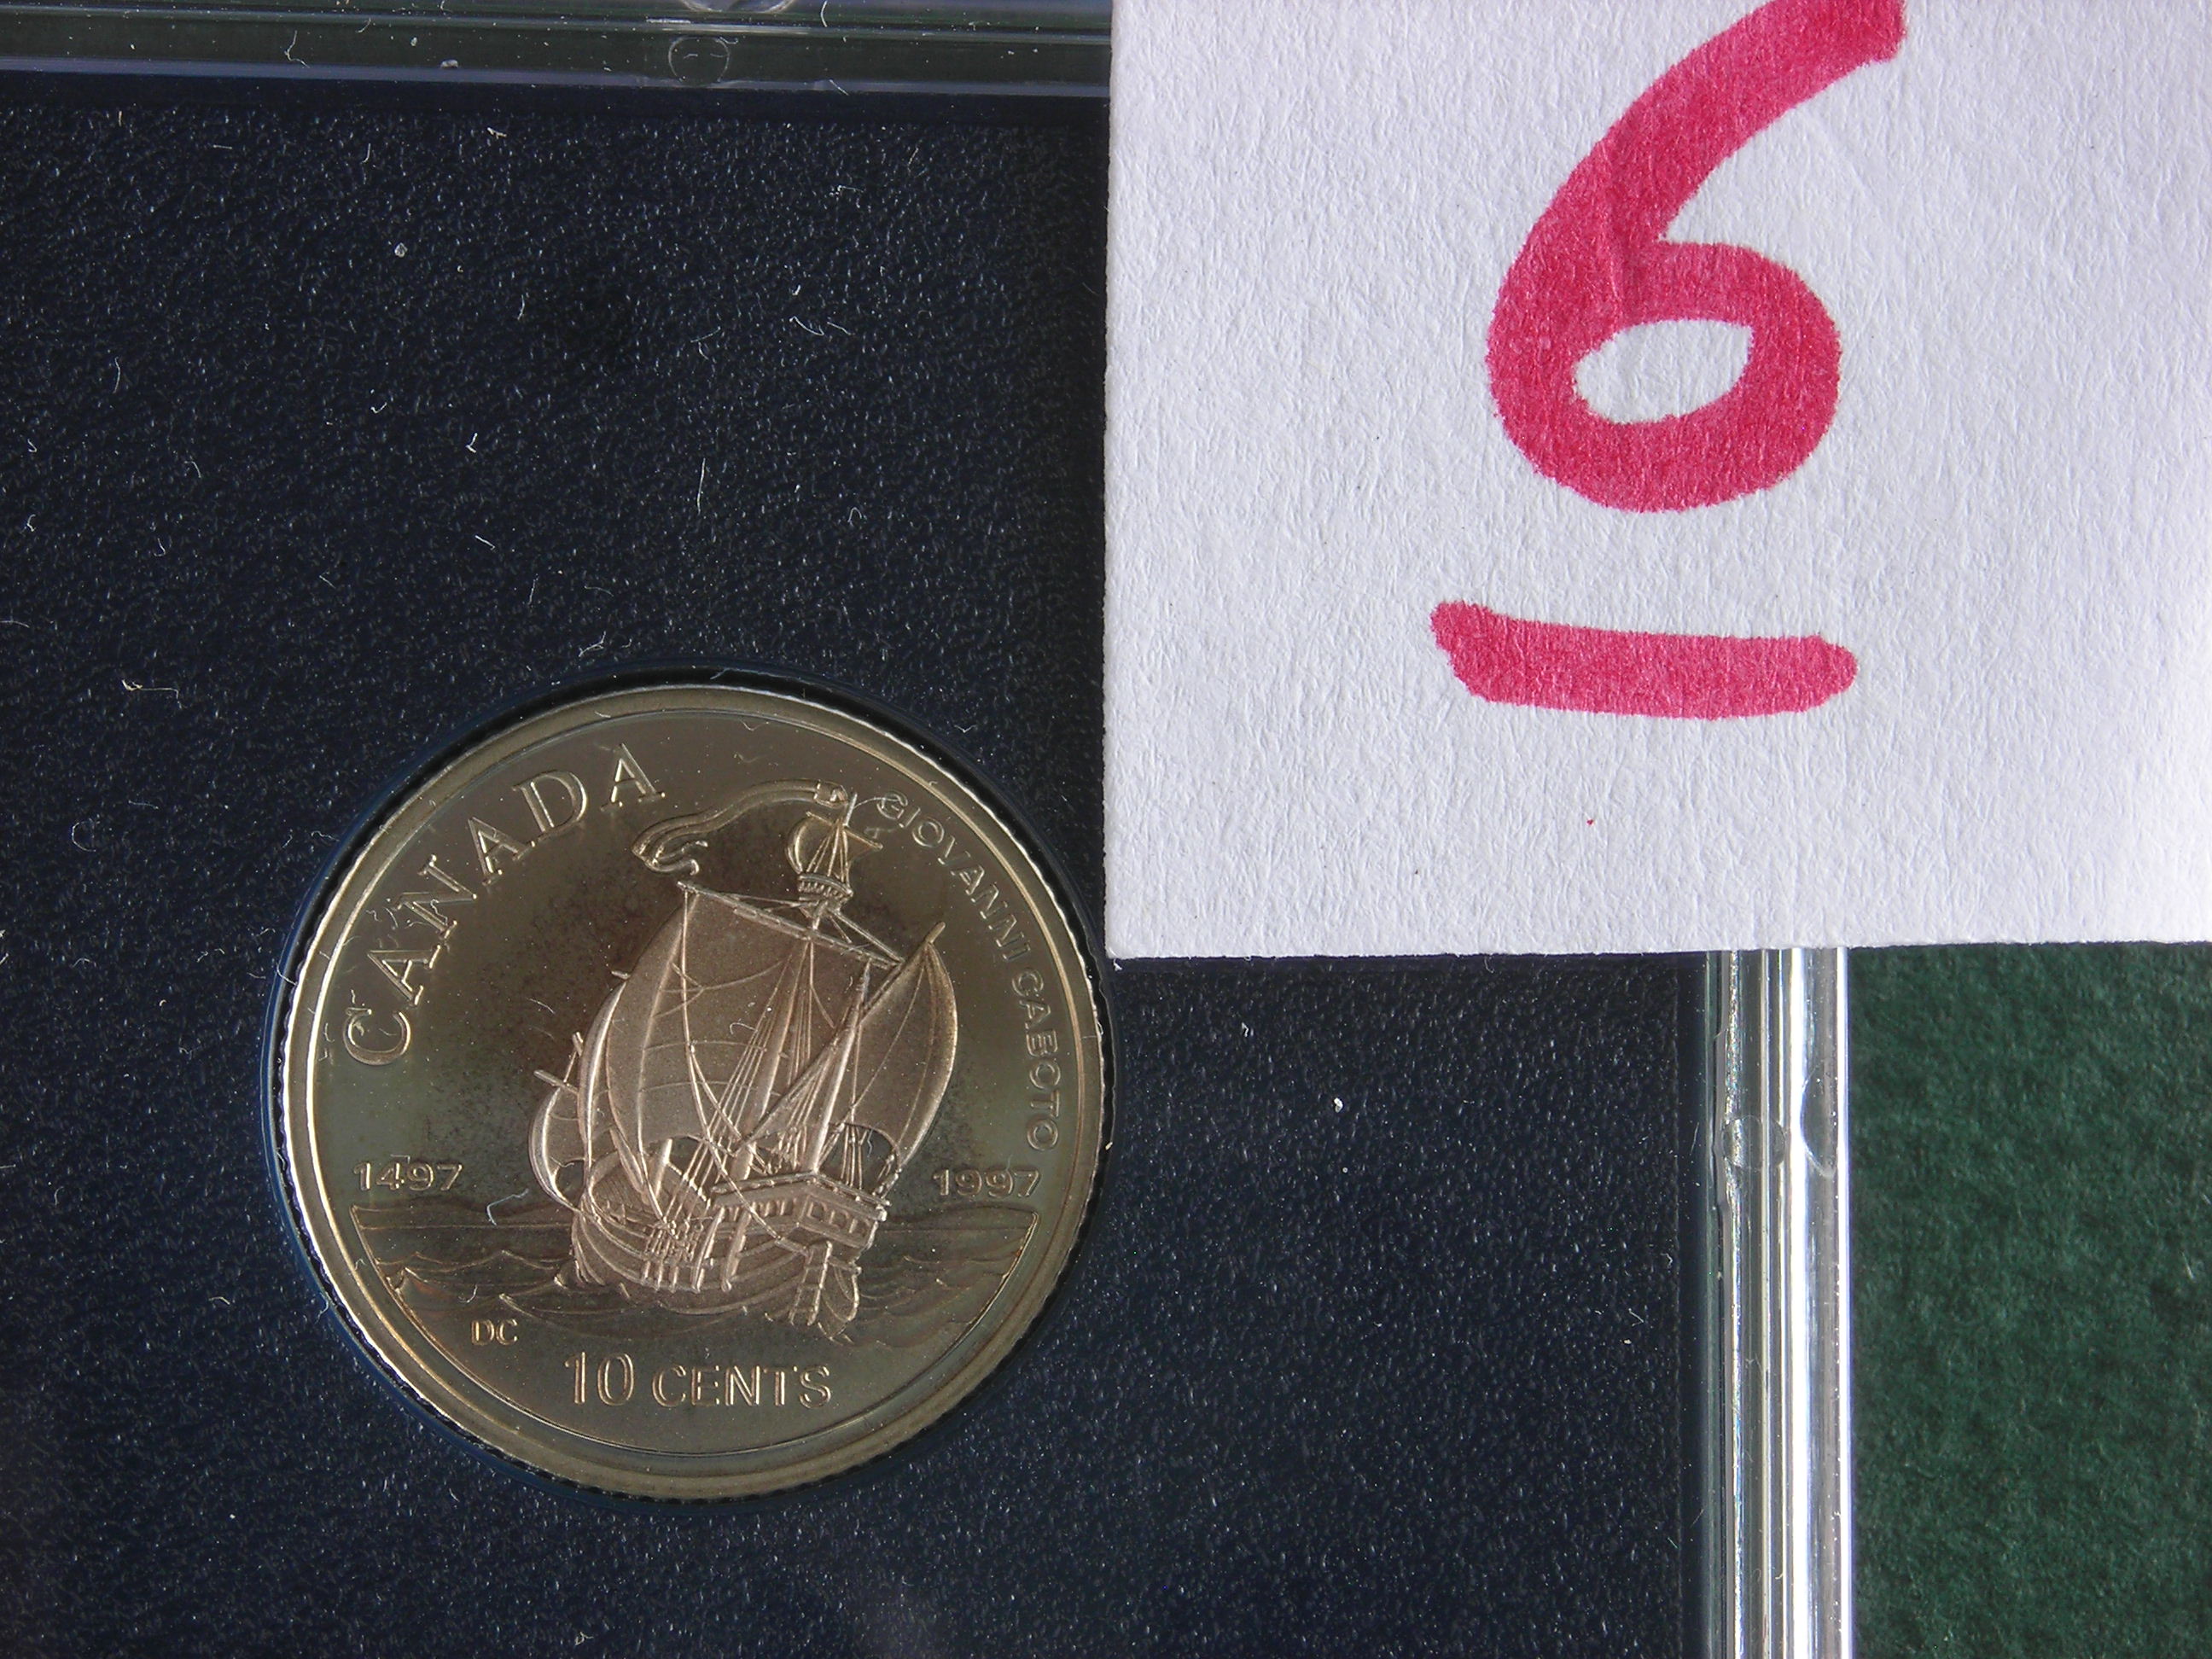 6
CANADA
GIOVANNI CABOTO
1497
1997
DC
10 CENTS